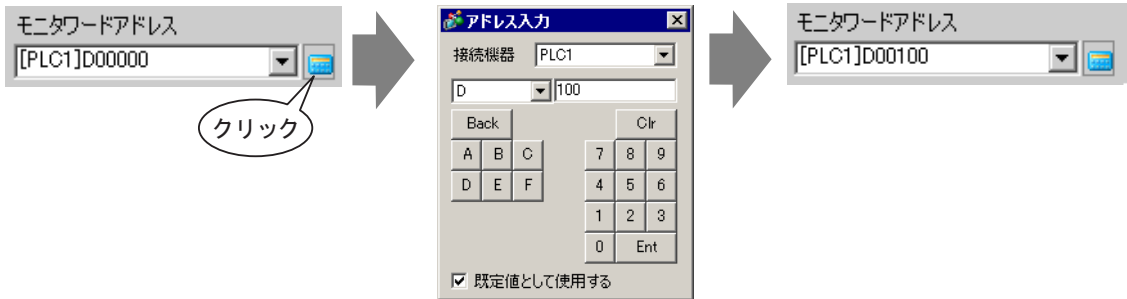 モニタワードアドレス
[PLC1]D00000
クリック
アドレス入力
接続機器 PLC1
D 100
Back Clr
A B C 7 8 9
D E F 4 5 6
1 2 3
0 Ent
既定値として使用する
モニタワードアドレス
[PLC1]D00100